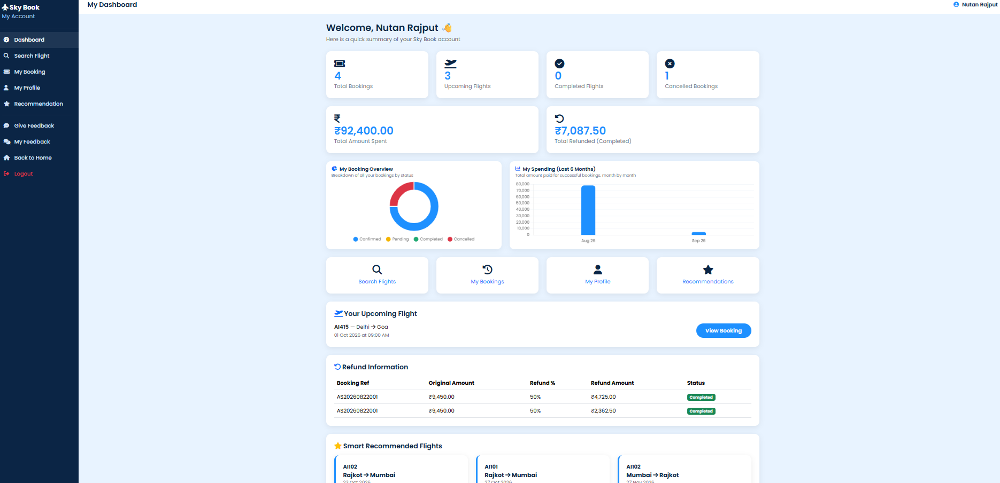 Sky Book
My Account
Dashboard
Search Flight
My Booking
My Profile
Recommendation
Give Feedback
My Feedback
Back to Home
Logout
My Dashboard
Nutan Rajput
Welcome, Nutan Rajput 👋
Here is a quick summary of your Sky Book account
4
Total Bookings
3
Upcoming Flights
0
Completed Flights
1
Cancelled Bookings
₹92,400.00
Total Amount Spent
₹7,087.50
Total Refunded (Completed)
My Booking Overview
Breakdown of all your bookings by status
Confirmed Pending Completed Cancelled
My Spending (Last 6 Months)
Total amount paid for successful bookings, month by month
80,000
70,000
60,000
50,000
40,000
30,000
20,000
10,000
0
Aug 26 Sep 26
Search Flights
My Bookings
My Profile
Recommendations
Your Upcoming Flight
AI415 — Delhi → Goa
01 Oct 2026 at 09:00 AM
View Booking
Refund Information
Booking Ref Original Amount Refund % Refund Amount Status
AS20260822001 ₹9,450.00 50% ₹4,725.00 Completed
AS20260822001 ₹9,450.00 50% ₹2,362.50 Completed
Smart Recommended Flights
AI102
Rajkot → Mumbai
23 Oct 2026
AI101
Rajkot → Mumbai
27 Oct 2026
AI102
Mumbai → Rajkot
27 Nov 2026